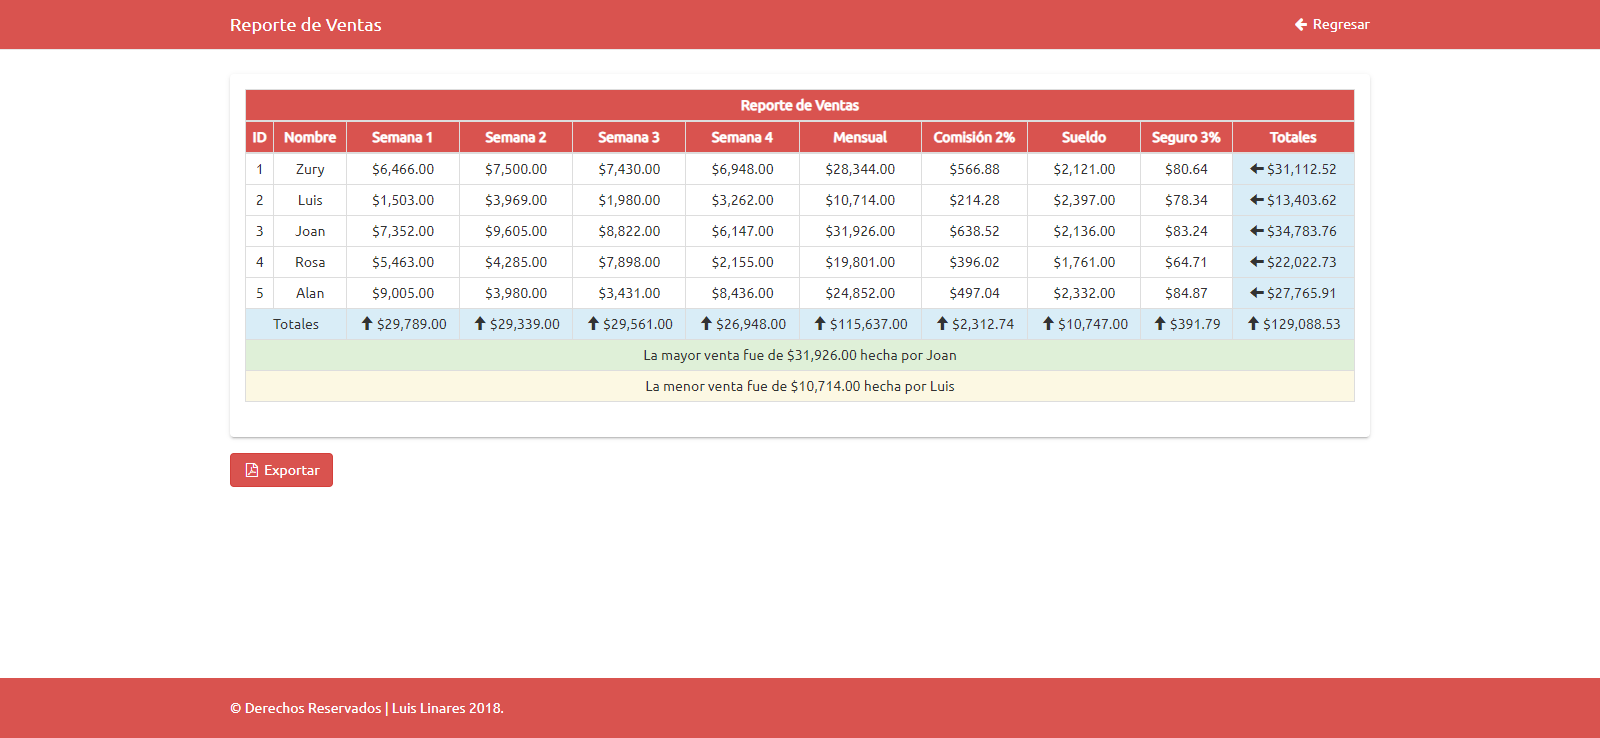 Reporte de Ventas
Regresar
Reporte de Ventas
ID Nombre Semana 1 Semana 2 Semana 3 Semana 4 Mensual Comisión 2% Sueldo Seguro 3% Totales
1 Zury $6,466.00 $7,500.00 $7,430.00 $6,948.00 $28,344.00 $566.88 $2,121.00 $80.64 $31,112.52
2 Luis $1,503.00 $3,969.00 $1,980.00 $3,262.00 $10,714.00 $214.28 $2,397.00 $78.34 $13,403.62
3 Joan $7,352.00 $9,605.00 $8,822.00 $6,147.00 $31,926.00 $638.52 $2,136.00 $83.24 $34,783.76
4 Rosa $5,463.00 $4,285.00 $7,898.00 $2,155.00 $19,801.00 $396.02 $1,761.00 $64.71 $22,022.73
5 Alan $9,005.00 $3,980.00 $3,431.00 $8,436.00 $24,852.00 $497.04 $2,332.00 $84.87 $27,765.91
Totales $29,789.00 $29,339.00 $29,561.00 $26,948.00 $115,637.00 $2,312.74 $10,747.00 $391.79 $129,088.53
La mayor venta fue de $31,926.00 hecha por Joan
La menor venta fue de $10,714.00 hecha por Luis
Exportar
© Derechos Reservados | Luis Linares 2018.